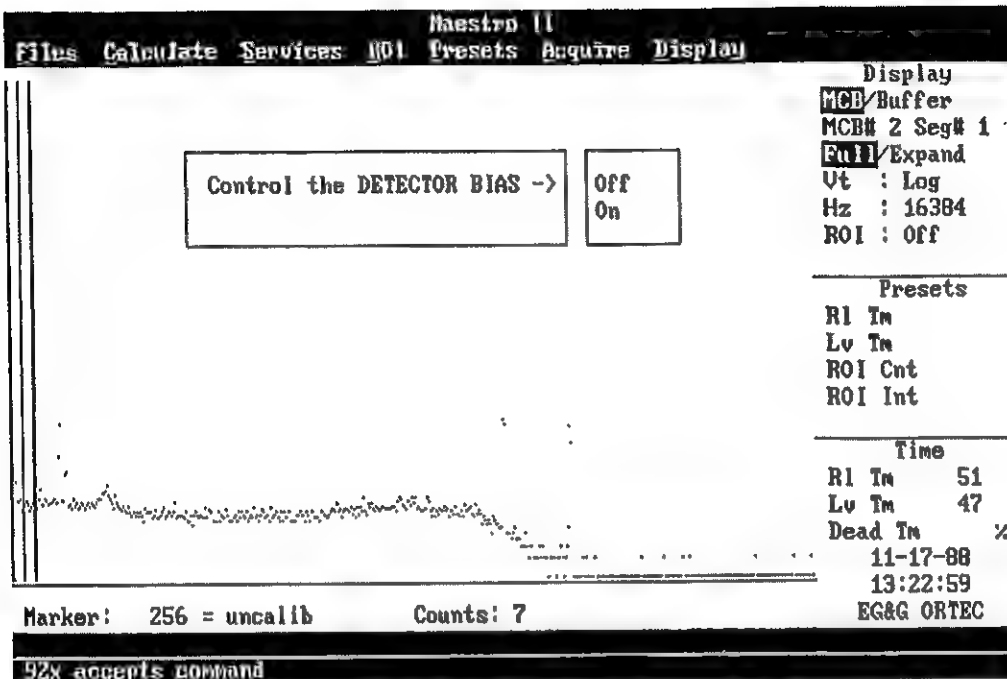 Maestro II
Files Calculate Services ROI Presets Acquire Display
Display
MCB/Buffer
MCB# 2 Seg# 1
Full/Expand
Vt : Log
Hz : 16384
ROI : Off
Control the DETECTOR BIAS ->
Off
On
Presets
Rl Tm
Lv Tm
ROI Cnt
ROI Int
Time
Rl Tm 51
Lv Tm 47
Dead Tm %
11-17-88
13:22:59
EG&G ORTEC
Marker: 256 = uncalib Counts: 7
92x accepts command